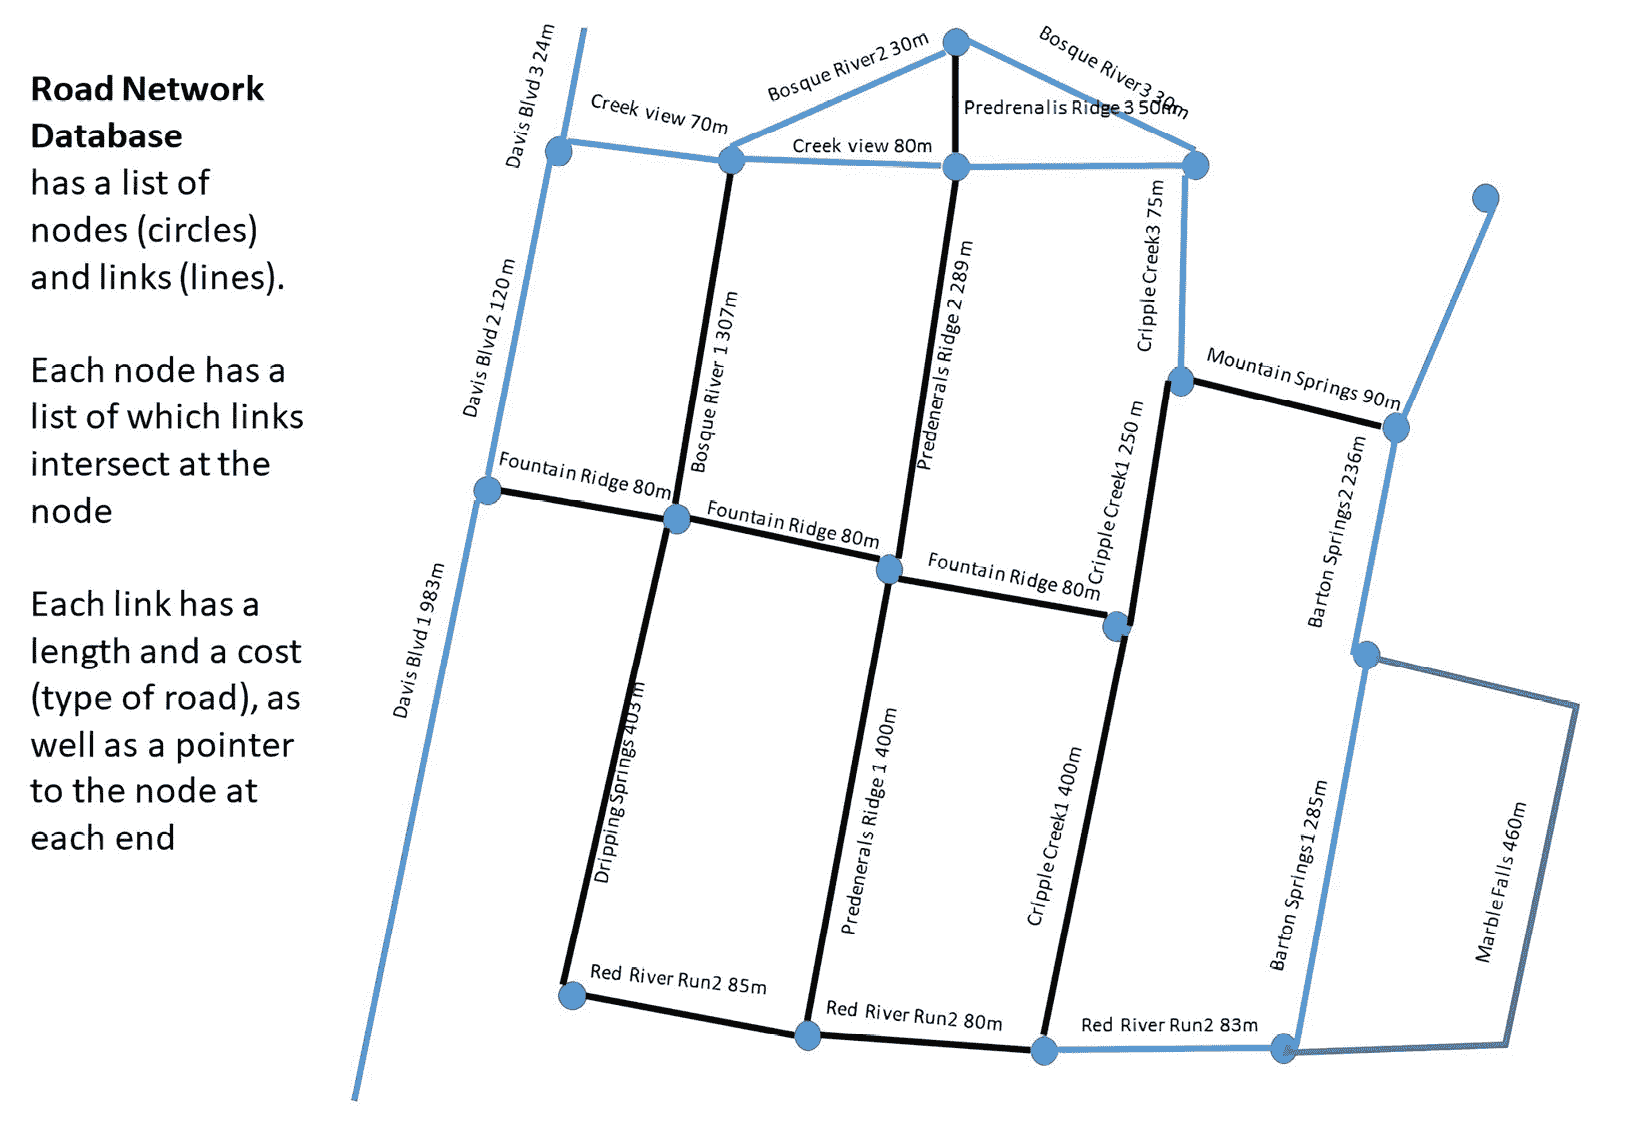 Road Network
Database
has a list of
nodes (circles)
and links (lines).
Each node has a
list of which links
intersect at the
node
Each link has a
length and a cost
(type of road), as
well as a pointer
to the node at
each end
Davis Blvd 3 24m
Creek view 70m
Bosque River2 30m
Bosque River3 30m
Predrenalis Ridge 3 50m
Creek view 80m
Davis Blvd 2 120 m
Bosque River 1 307m
Predenerals Ridge 2 289 m
Cripple Creek3 75m
Mountain Springs 90m
Fountain Ridge 80m
Fountain Ridge 80m
Fountain Ridge 80m
Cripple Creek1 250 m
Barton Springs2 236m
Davis Blvd 1 983m
Dripping Springs 403 m
Predenerals Ridge 1 400m
Cripple Creek1 400m
Barton Springs1 285m
Marble Falls 460m
Red River Run2 85m
Red River Run2 80m
Red River Run2 83m